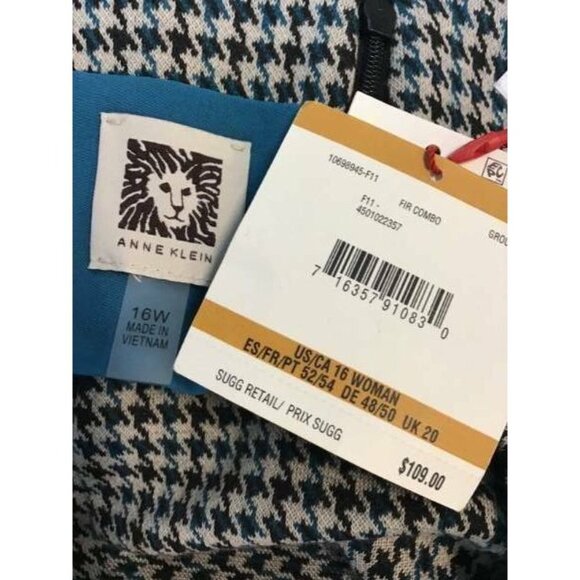 ANNE KLEIN
16W
MADE IN
VIETNAM
10698945-F11
F11 - FIR COMBO
4501022357
GROU
7 16357 91083 0
US/CA 16 WOMAN
ES/FR/PT 52/54 DE 48/50 UK 20
SUGG RETAIL/ PRIX SUGG
$109.00